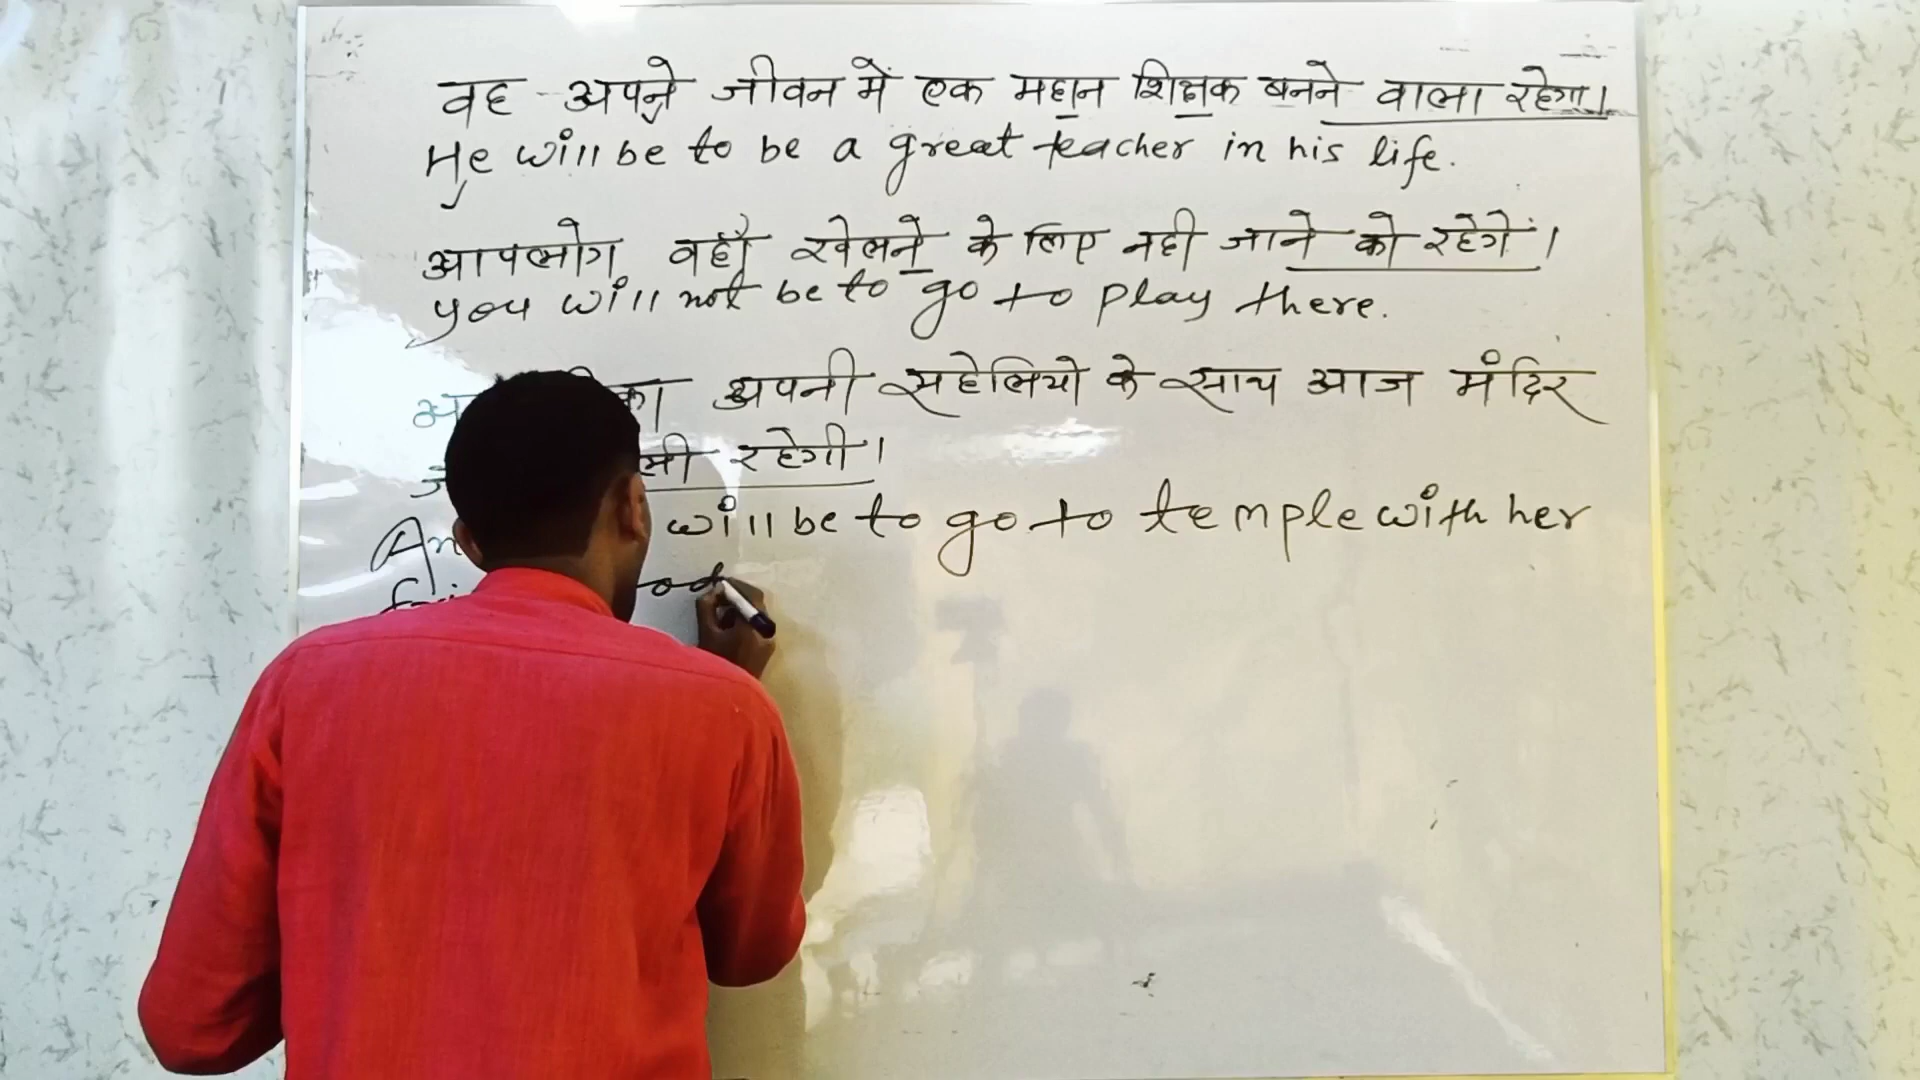 वह अपने जीवन में एक महान शिक्षक बनने वाला रहेगा।
He will be to be a great teacher in his life.
आपलोग वहाँ खेलने के लिए नही जाने को रहेगें।
you will not be to go to play there.
अपनी सहेलियो के साथ आज मंदिर
रहेगी।
will be to go to temple with her